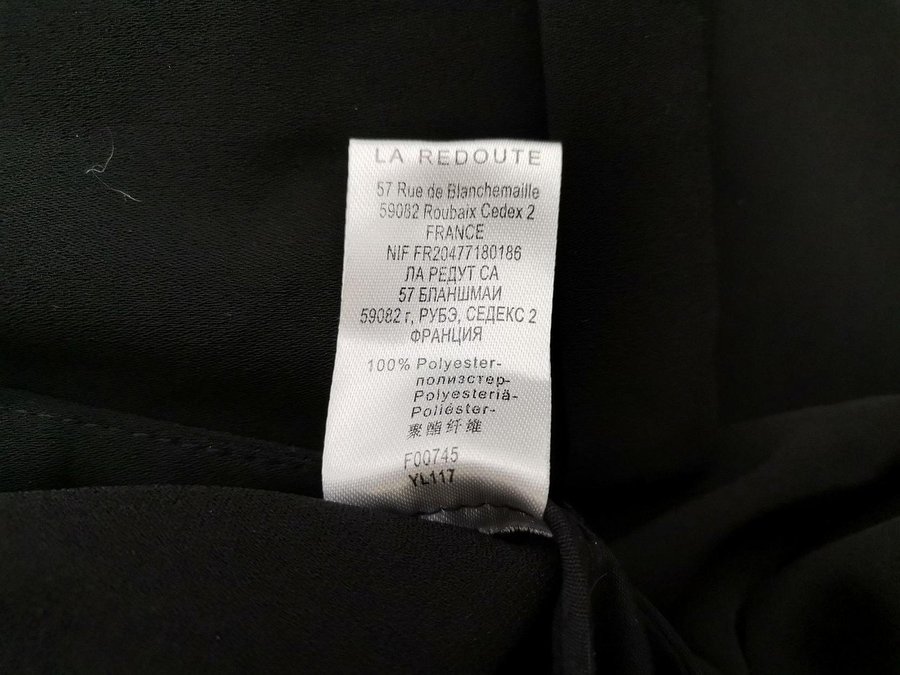 LA REDOUTE
57 Rue de Blanchemaille
59082 Roubaix Cedex 2
FRANCE
NIF FR20477180186
ЛА РЕДУТ СА
57 БЛАНШМАИ
59082 г, РУБЭ, СЕДЕКС 2
ФРАНЦИЯ
100% Polyester-
полиэстер-
Polyesteriä-
Poliéster-
聚酯纤维
F00745
YL117